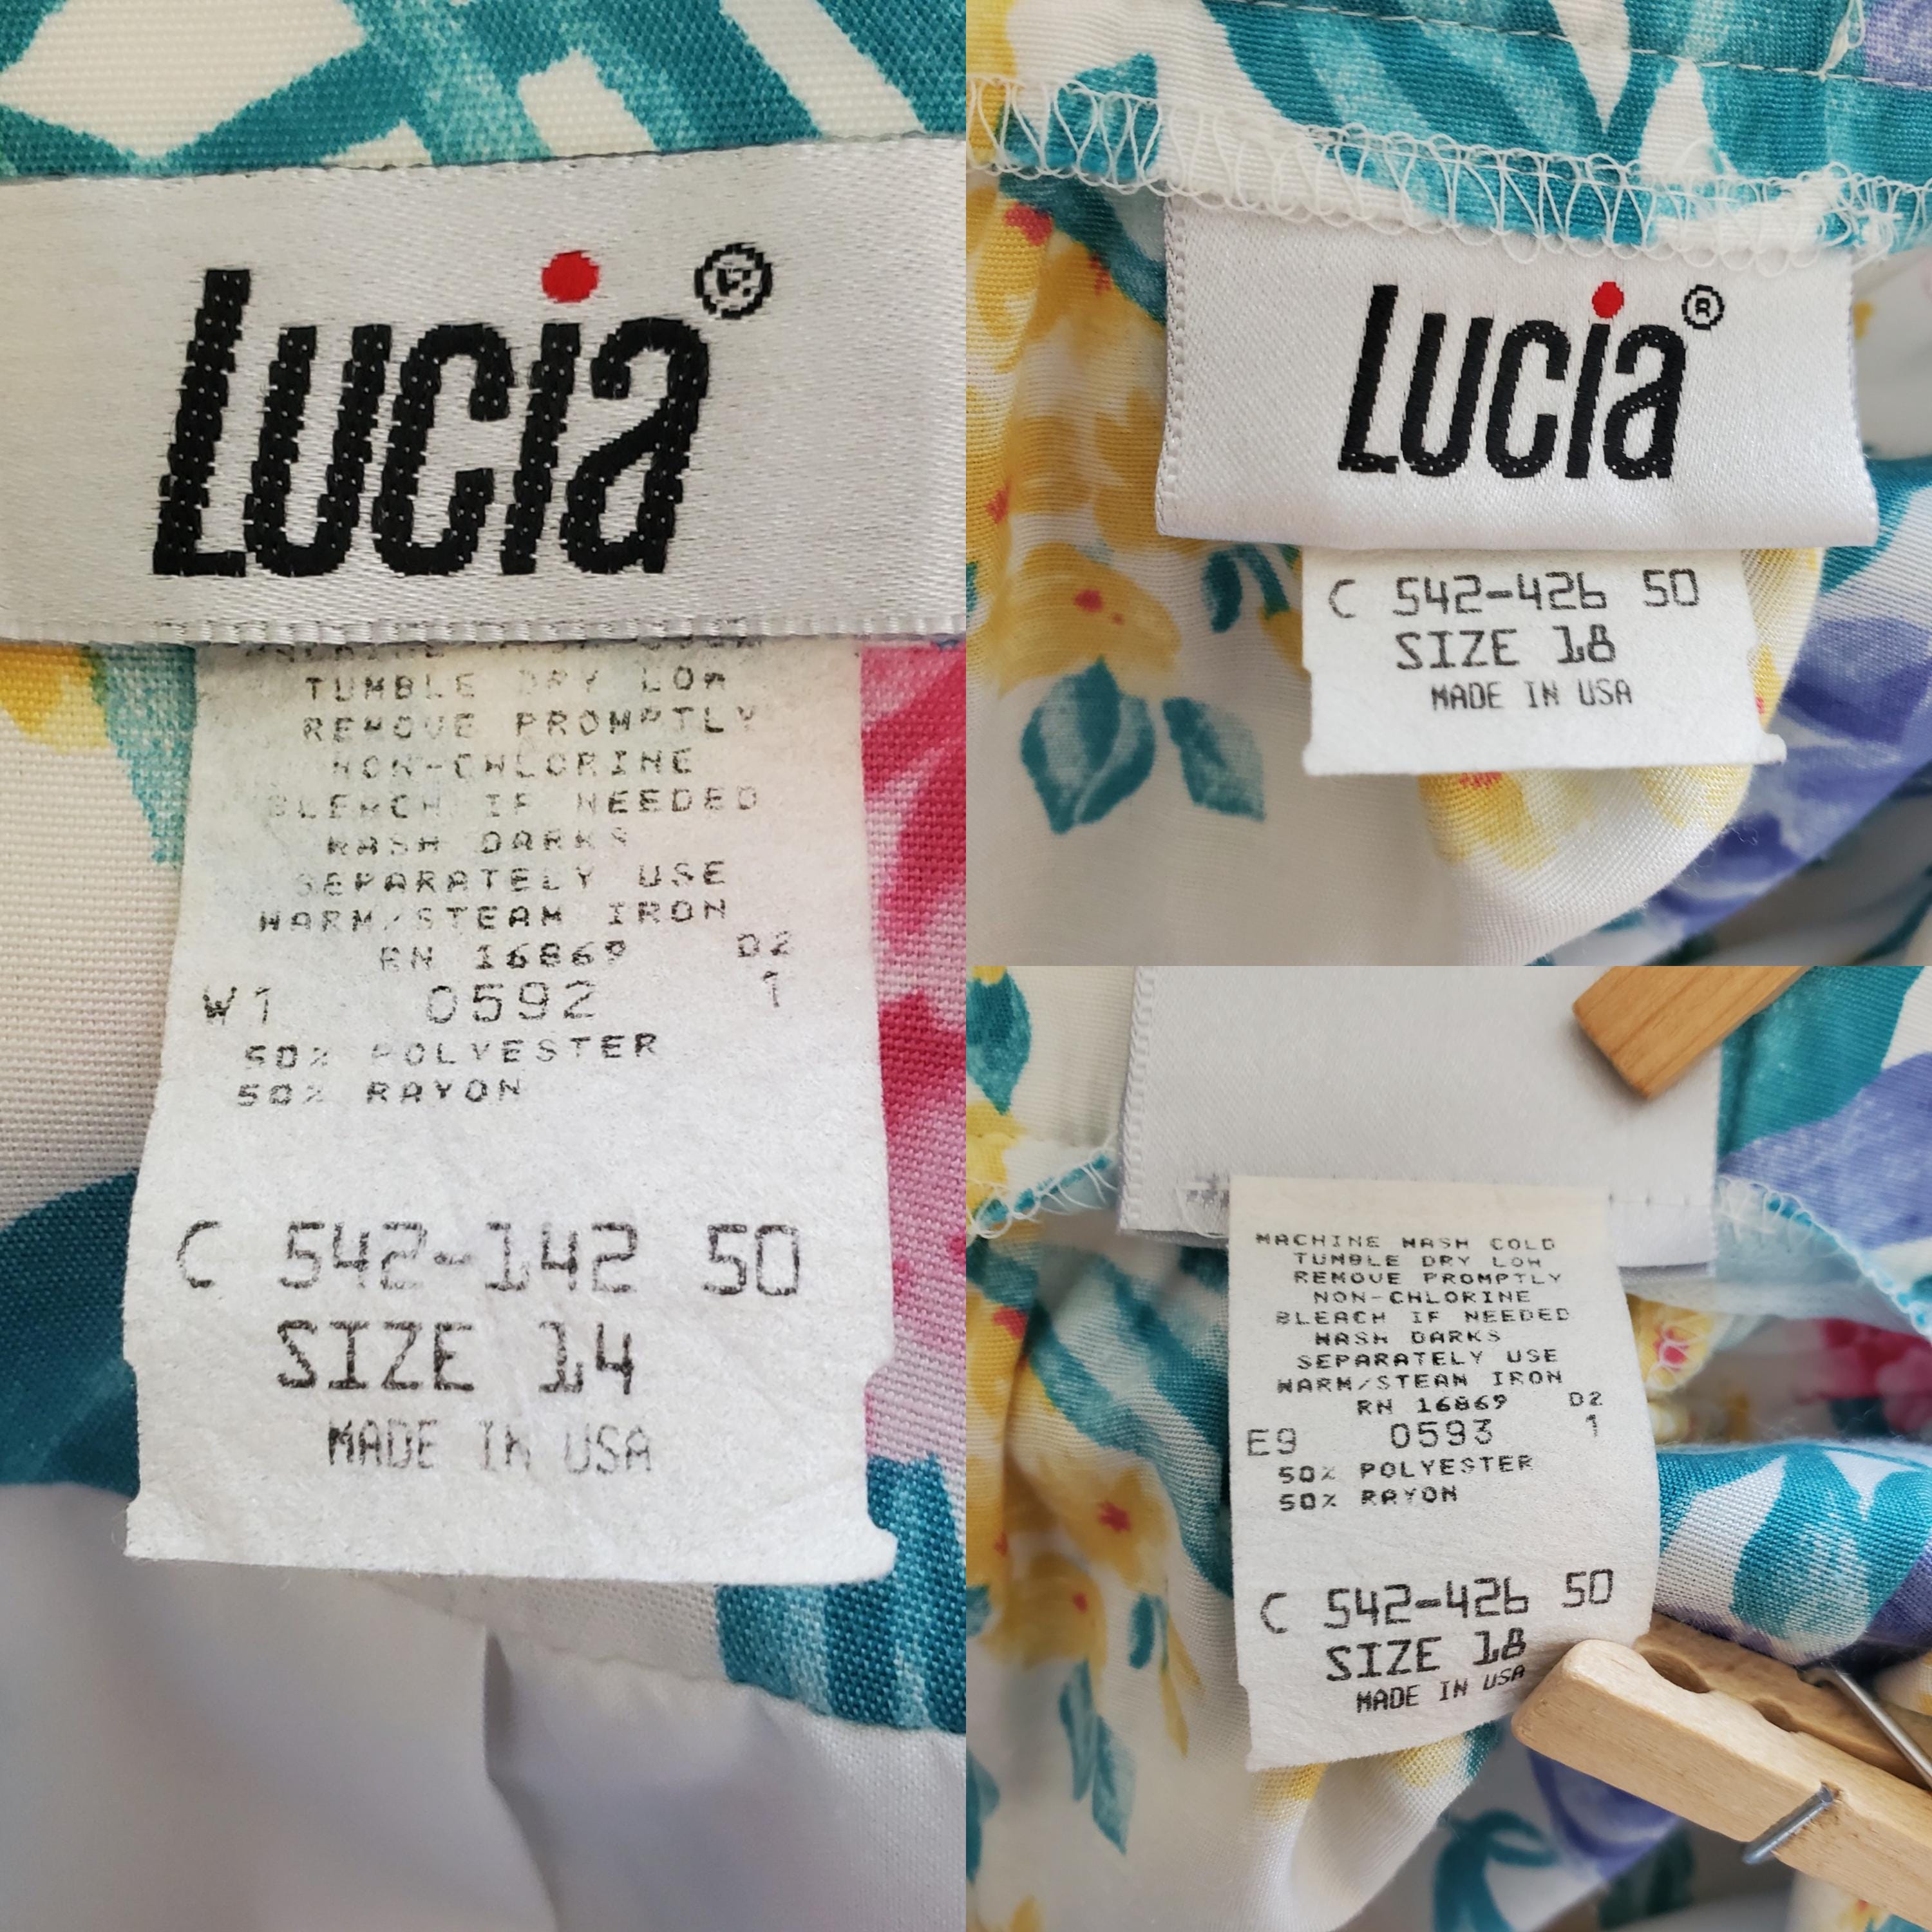 Lucia®
TUMBLE DRY LOW
REMOVE PROMPTLY
NON-CHLORINE
BLEACH IF NEEDED
WASH DARKS
SEPARATELY USE
WARM/STEAM IRON
RN 16869 D2
W1 0592 1
50% POLYESTER
50% RAYON
C 542-142 50
SIZE 14
MADE IN USA
Lucia®
C 542-426 50
SIZE 18
MADE IN USA
MACHINE WASH COLD
TUMBLE DRY LOW
REMOVE PROMPTLY
NON-CHLORINE
BLEACH IF NEEDED
WASH DARKS
SEPARATELY USE
WARM/STEAM IRON
RN 16869 D2
E9 0593 1
50% POLYESTER
50% RAYON
C 542-426 50
SIZE 18
MADE IN USA